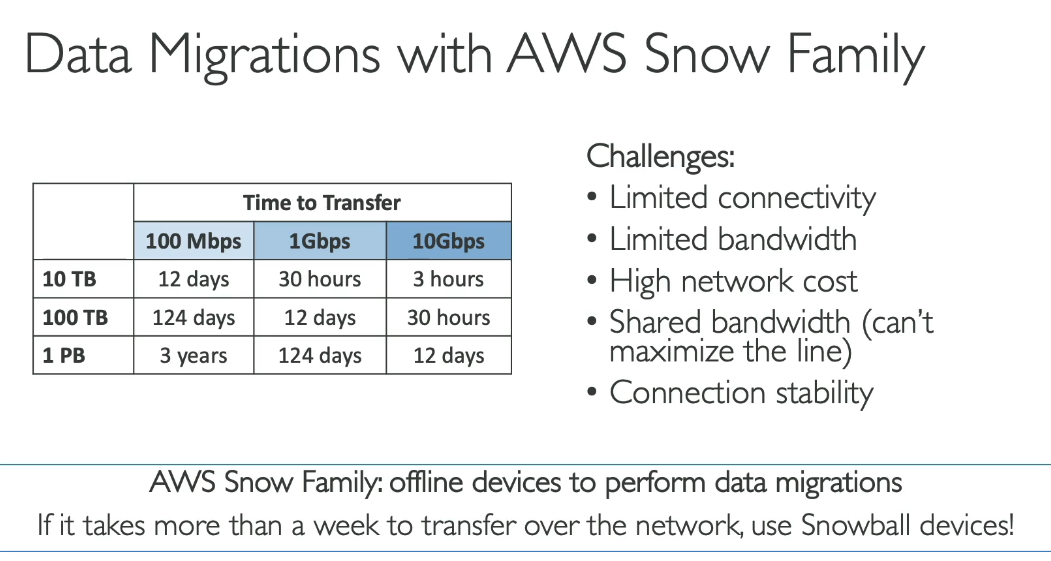 Data Migrations with AWS Snow Family
Time to Transfer
100 Mbps 1Gbps 10Gbps
10 TB 12 days 30 hours 3 hours
100 TB 124 days 12 days 30 hours
1 PB 3 years 124 days 12 days
Challenges:
• Limited connectivity
• Limited bandwidth
• High network cost
• Shared bandwidth (can't
maximize the line)
• Connection stability
AWS Snow Family: offline devices to perform data migrations
If it takes more than a week to transfer over the network, use Snowball devices!